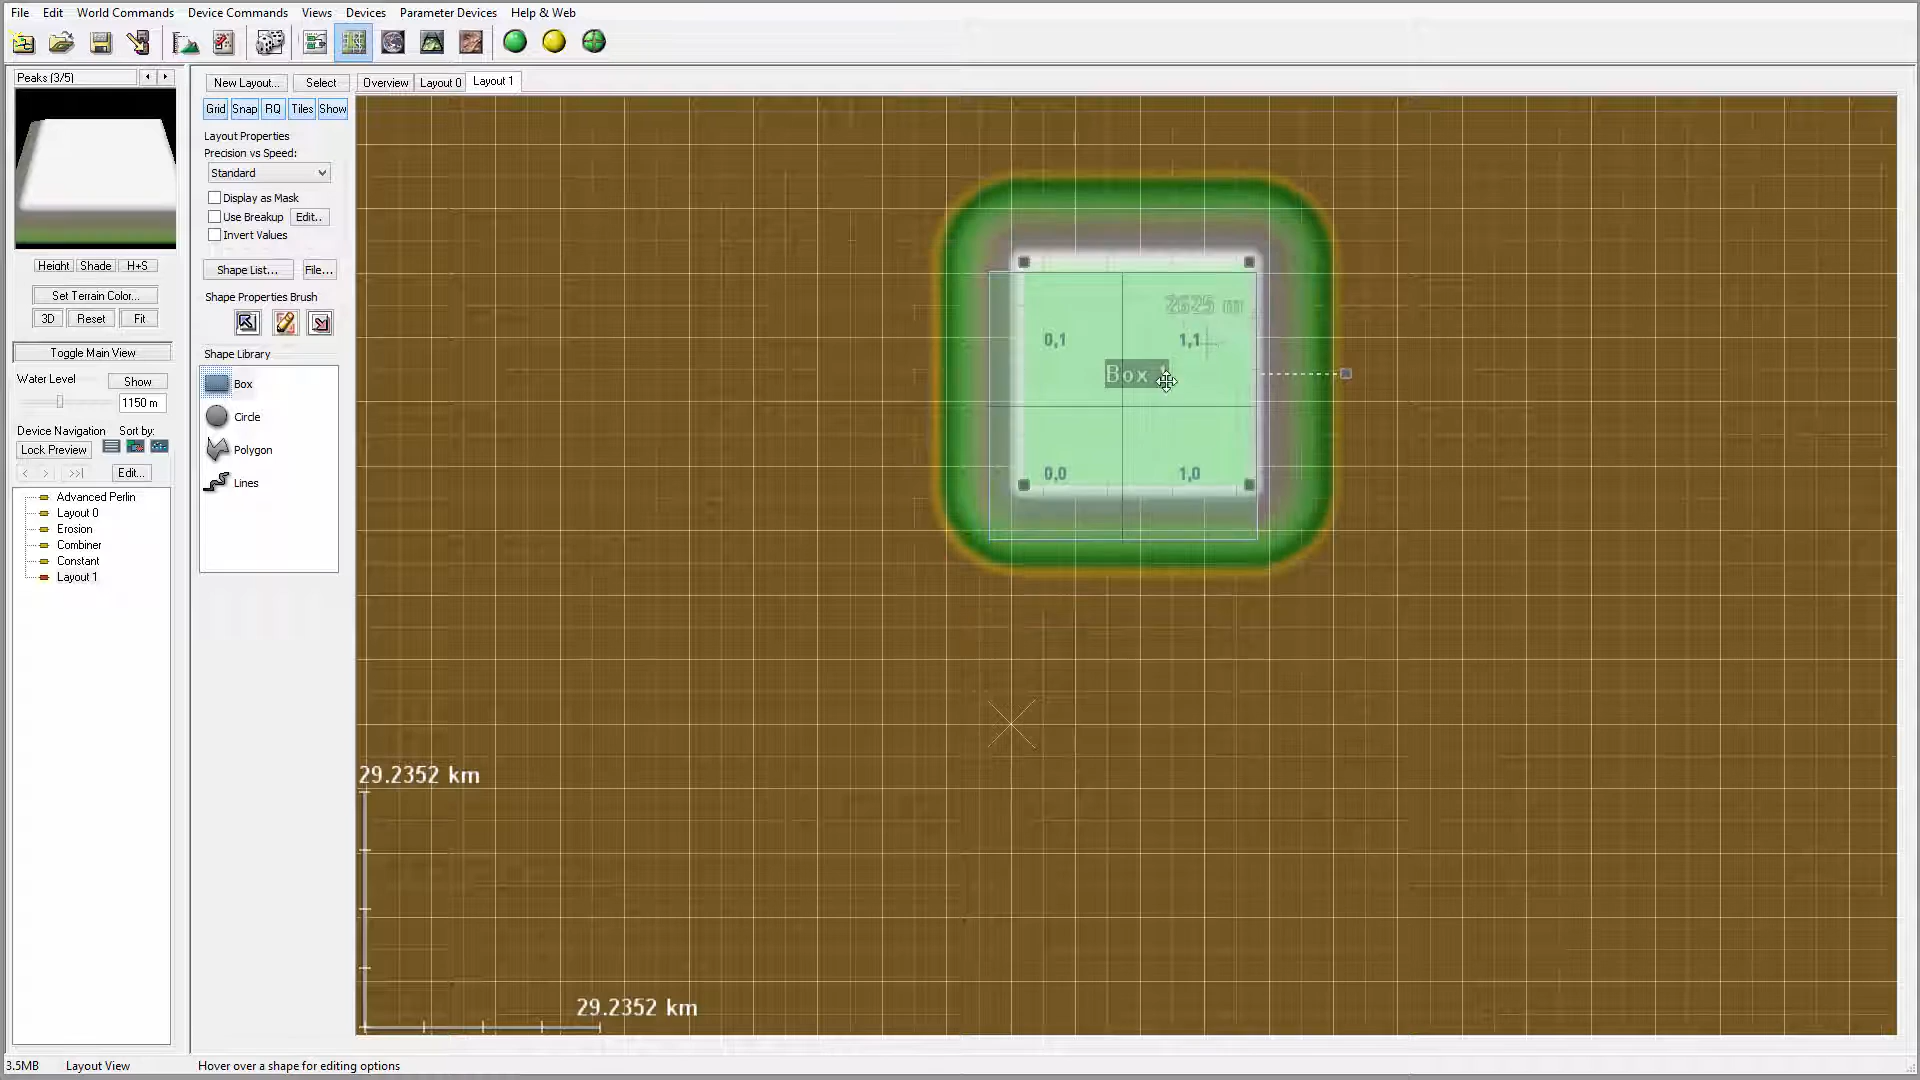 File Edit World Commands Device Commands Views Devices Parameter Devices Help & Web
Peaks (3/5)
New Layout... Select Overview Layout 0 Layout 1
Grid Snap RQ Tiles Show
Layout Properties
Precision vs Speed:
Standard
Display as Mask
Use Breakup Edit..
Invert Values
Height Shade H+S
Shape List... File...
Set Terrain Color...
Shape Properties Brush
3D Reset Fit
Toggle Main View
Shape Library
Water Level Show
1150 m
Box
Circle
Polygon
Lines
Device Navigation Sort by:
Lock Preview
Edit...
Advanced Perlin
Layout 0
Erosion
Combiner
Constant
Layout 1
2625 m
0,1 1,1
Box
0,0 1,0
29.2352 km
29.2352 km
3.5MB Layout View Hover over a shape for editing options